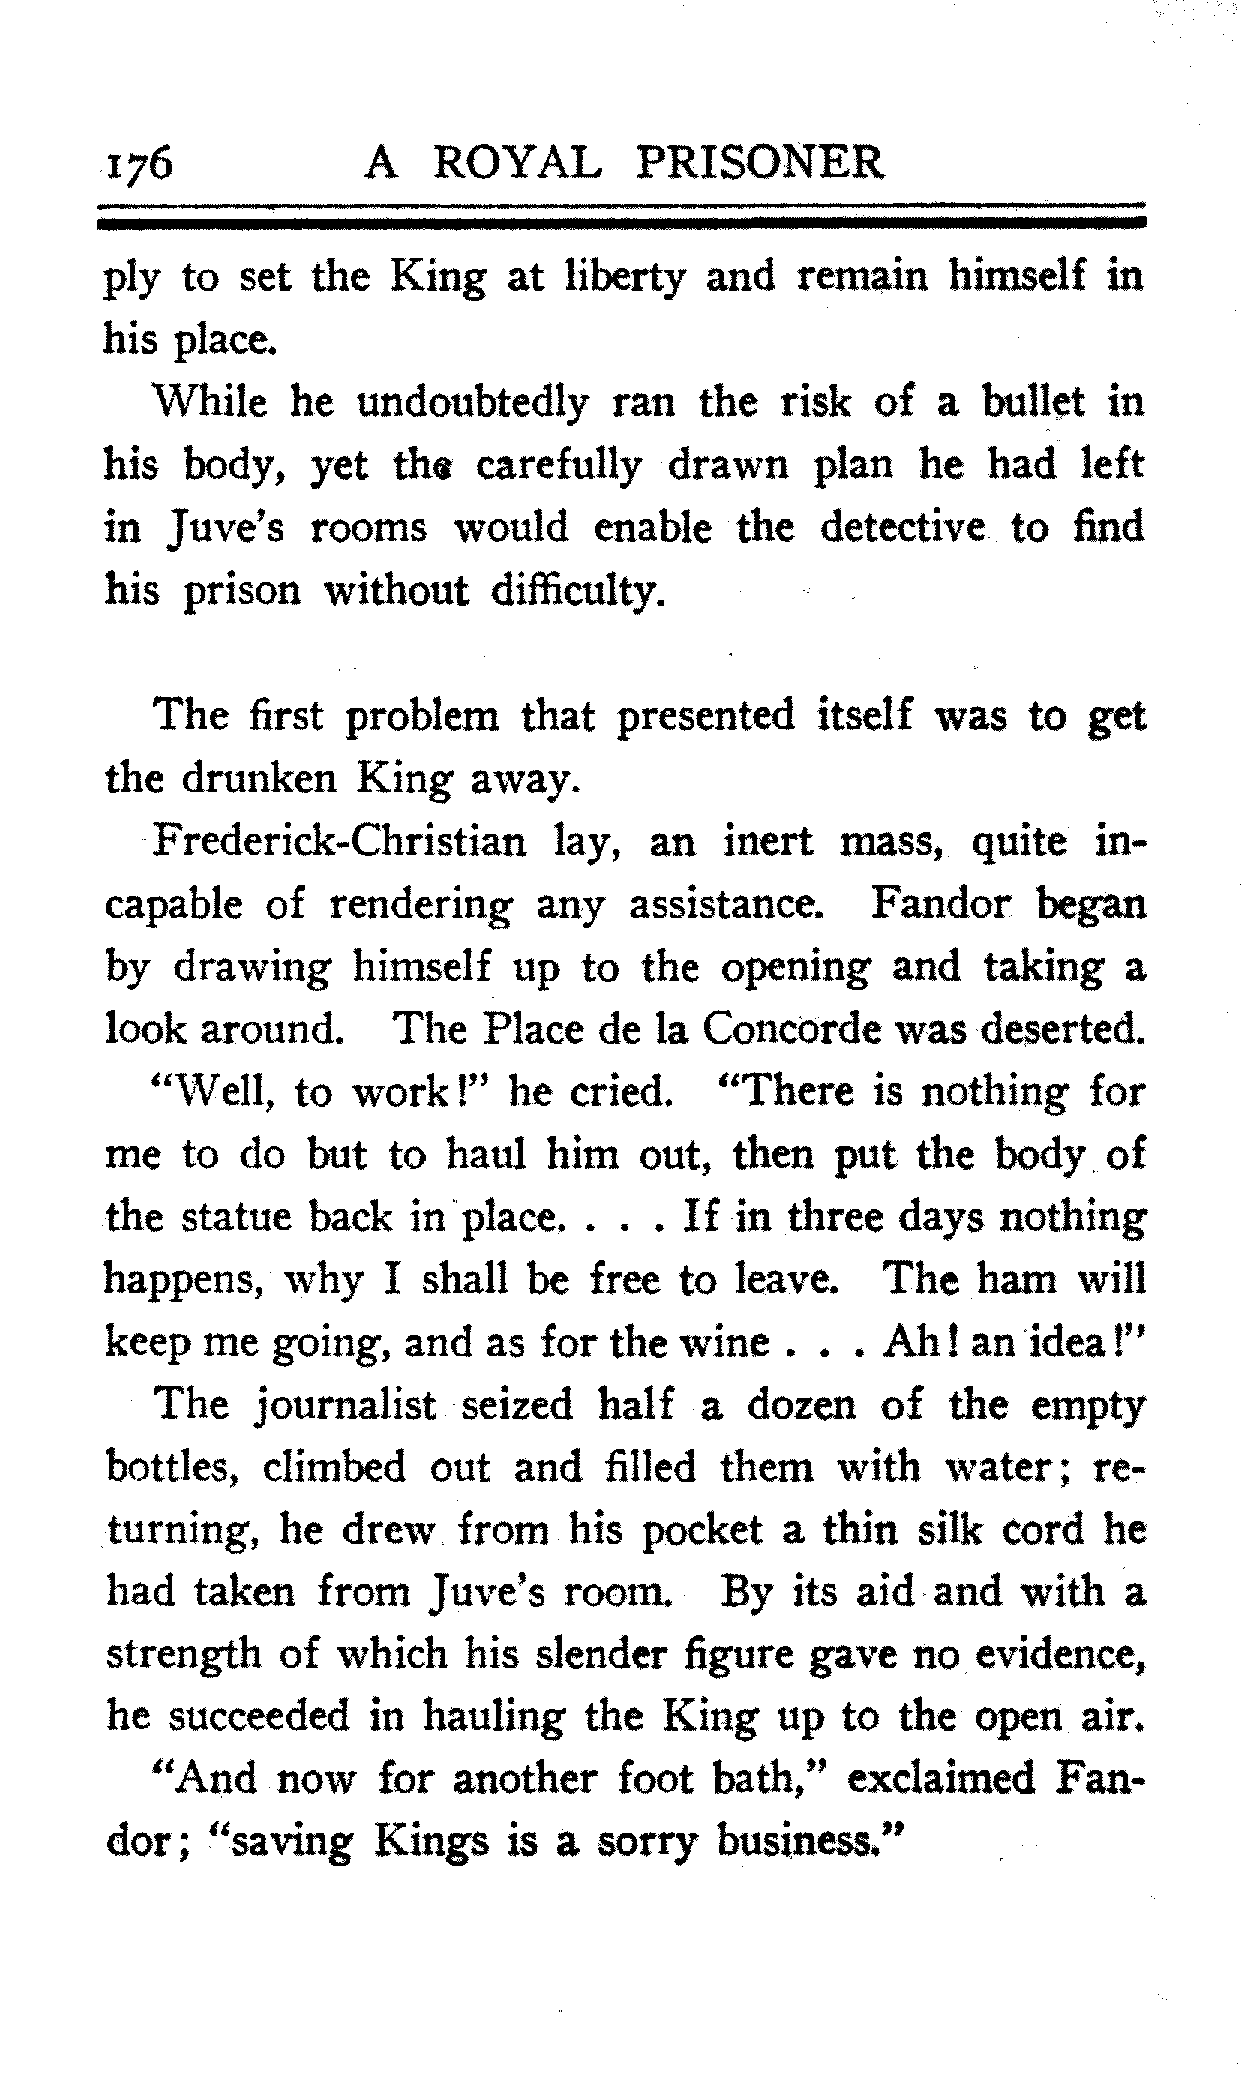 176 A ROYAL PRISONER
ply to set the King at liberty and remain himself in
his place.
While he undoubtedly ran the risk of a bullet in
his body, yet the carefully drawn plan he had left
in Juve's rooms would enable the detective to find
his prison without difficulty.
The first problem that presented itself was to get
the drunken King away.
Frederick-Christian lay, an inert mass, quite in-
capable of rendering any assistance. Fandor began
by drawing himself up to the opening and taking a
look around. The Place de la Concorde was deserted.
"Well, to work!" he cried. "There is nothing for
me to do but to haul him out, then put the body of
the statue back in place. . . . If in three days nothing
happens, why I shall be free to leave. The ham will
keep me going, and as for the wine . . . Ah! an idea!"
The journalist seized half a dozen of the empty
bottles, climbed out and filled them with water; re-
turning, he drew from his pocket a thin silk cord he
had taken from Juve's room. By its aid and with a
strength of which his slender figure gave no evidence,
he succeeded in hauling the King up to the open air.
"And now for another foot bath," exclaimed Fan-
dor; "saving Kings is a sorry business."